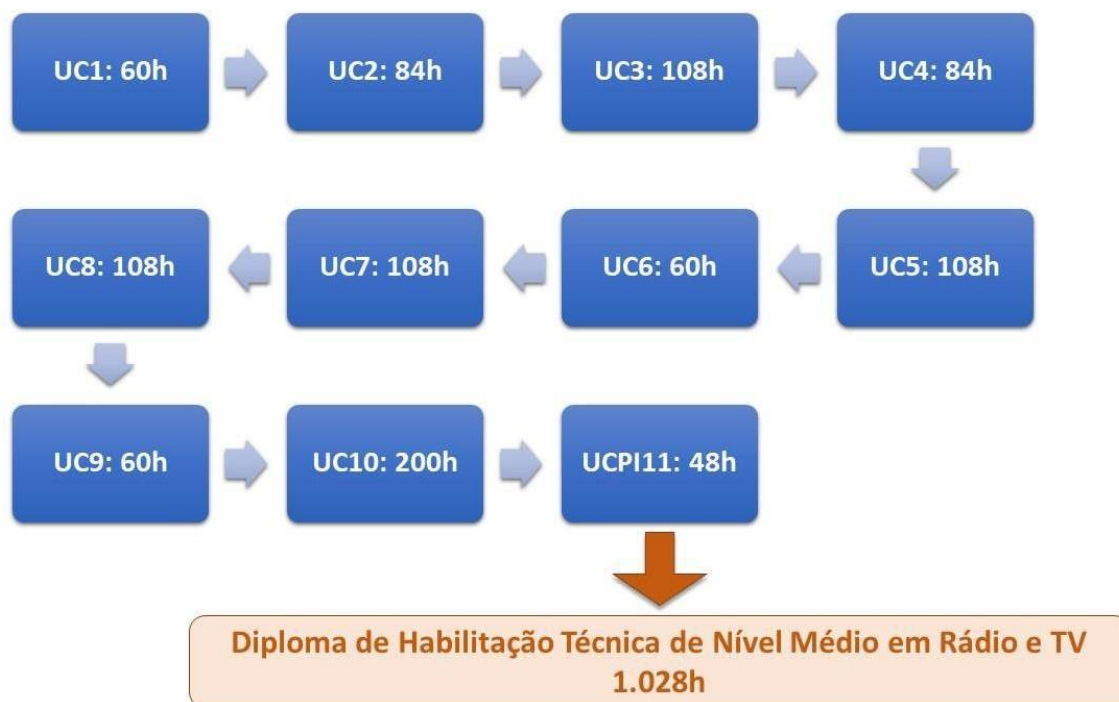 UC1: 60h
UC2: 84h
UC3: 108h
UC4: 84h
UC5: 108h
UC6: 60h
UC7: 108h
UC8: 108h
UC9: 60h
UC10: 200h
UCPI11: 48h
Diploma de Habilitação Técnica de Nível Médio em Rádio e TV
1.028h